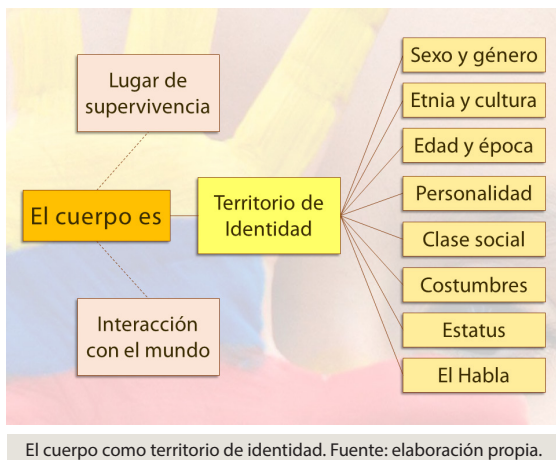 Lugar de
supervivencia
El cuerpo es
Interacción
con el mundo
Territorio de
Identidad
Sexo y género
Etnia y cultura
Edad y época
Personalidad
Clase social
Costumbres
Estatus
El Habla
El cuerpo como territorio de identidad. Fuente: elaboración propia.